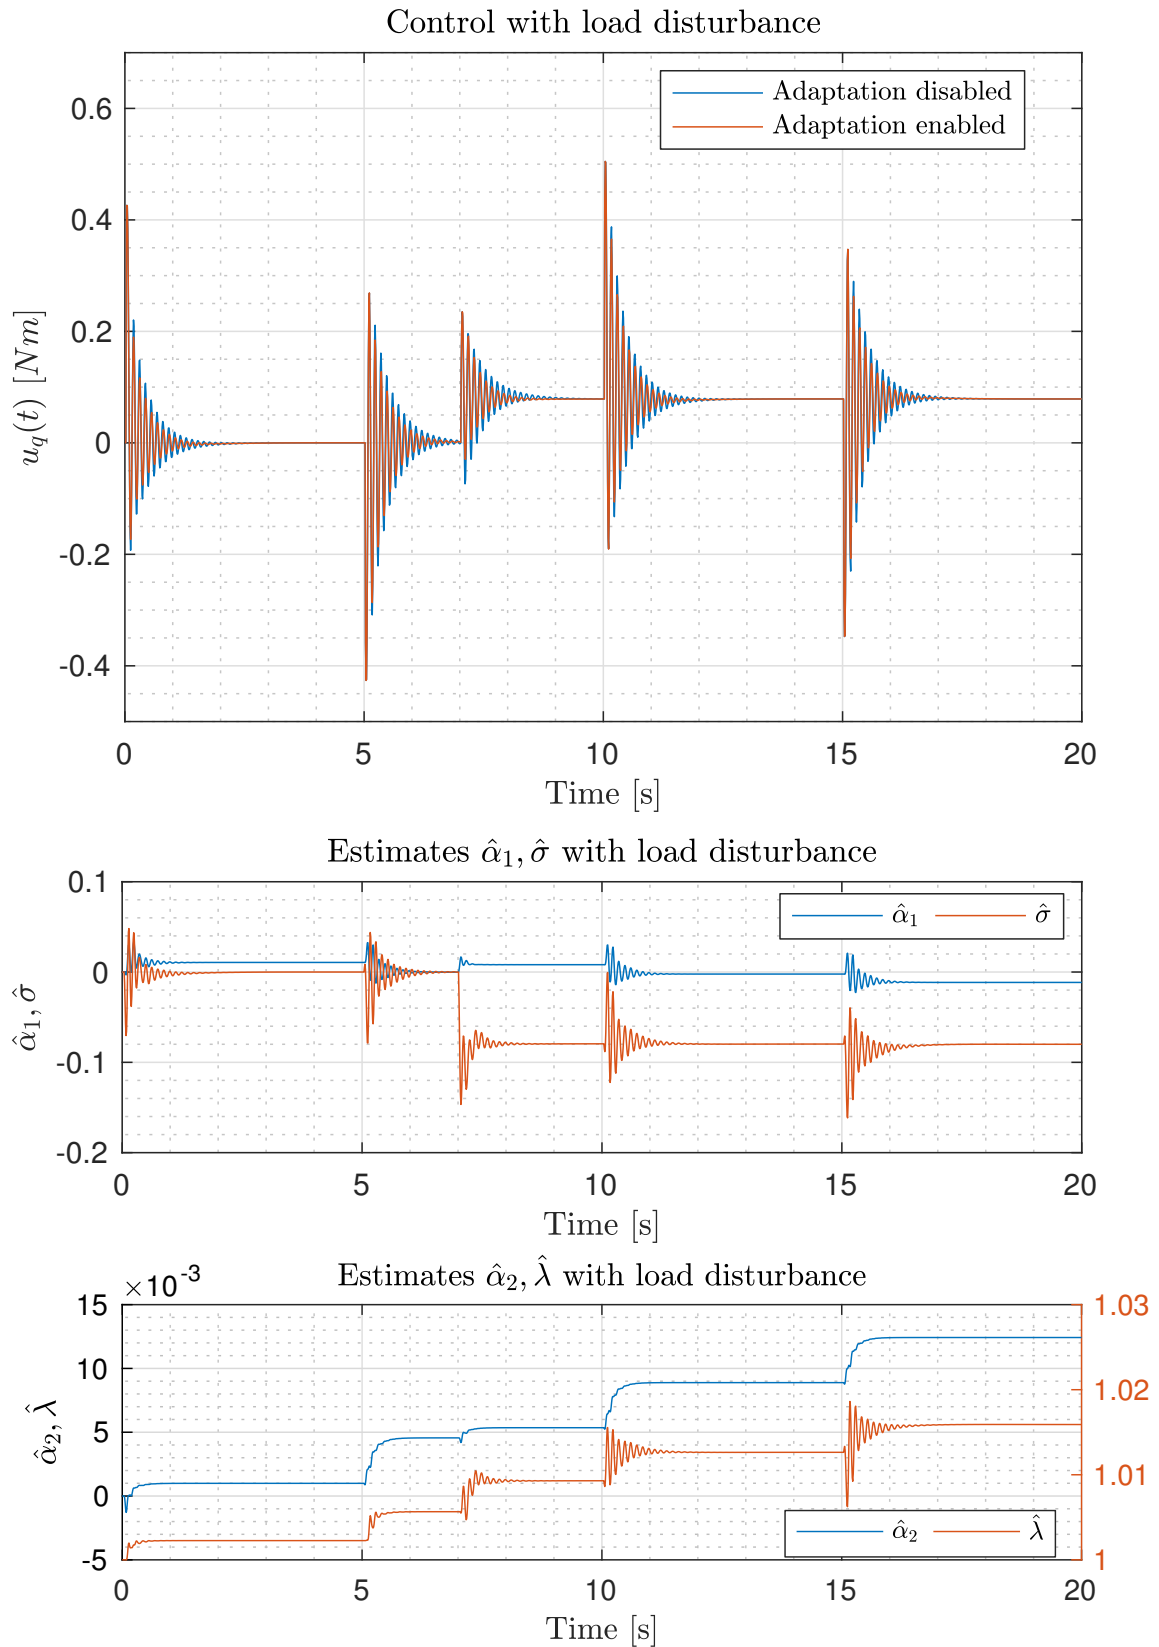 Control with load disturbance
Adaptation disabled
Adaptation enabled
0.6
0.4
0.2
0
-0.2
-0.4
u_q(t) [Nm]
0 5 10 15 20
Time [s]
Estimates α̂₁, σ̂ with load disturbance
α̂₁ σ̂
0.1
0
-0.1
-0.2
α̂₁, σ̂
0 5 10 15 20
Time [s]
×10⁻³
Estimates α̂₂, λ̂ with load disturbance
15
10
5
0
-5
α̂₂, λ̂
1.03
1.02
1.01
1
α̂₂ λ̂
0 5 10 15 20
Time [s]